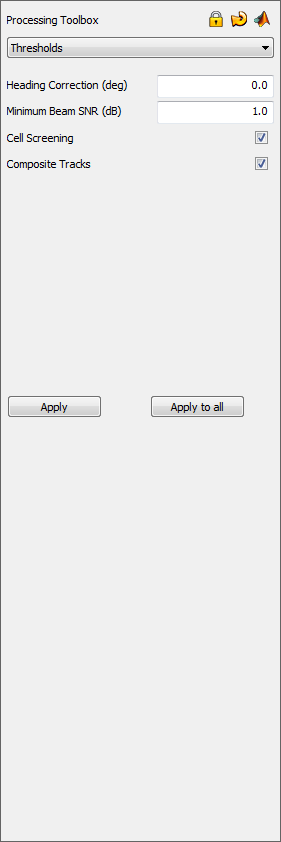 Processing Toolbox
Thresholds
Heading Correction (deg) 0.0
Minimum Beam SNR (dB) 1.0
Cell Screening
Composite Tracks
Apply Apply to all